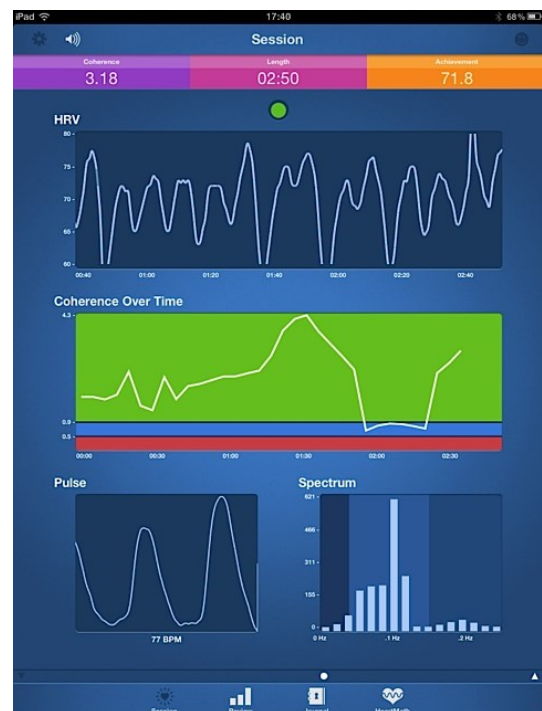 iPad 17:40 68%
Session
Coherence Length Achievement
3.18 02:50 71.8
HRV
80
75
70
65
60
00:40 01:00 01:20 01:40 02:00 02:20 02:40
Coherence Over Time
4.3
0.9
0.5
00:00 00:30 01:00 01:30 02:00 02:30
Pulse Spectrum
621
466
311
155
0
0 Hz .1 Hz .2 Hz
77 BPM
Session Review Journal HeartMath